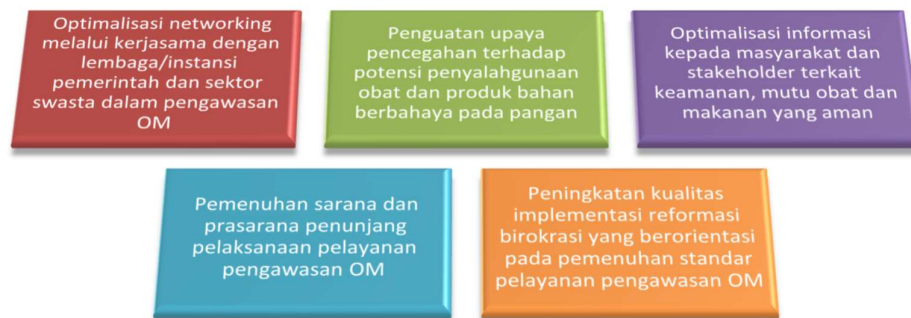 Optimalisasi networking
melalui kerjasama dengan
lembaga/instansi
pemerintah dan sektor
swasta dalam pengawasan
OM
Penguatan upaya
pencegahan terhadap
potensi penyalahgunaan
obat dan produk bahan
berbahaya pada pangan
Optimalisasi informasi
kepada masyarakat dan
stakeholder terkait
keamanan, mutu obat dan
makanan yang aman
Pemenuhan sarana dan
prasarana penunjang
pelaksanaan pelayanan
pengawasan OM
Peningkatan kualitas
implementasi reformasi
birokrasi yang berorientasi
pada pemenuhan standar
pelayanan pengawasan OM